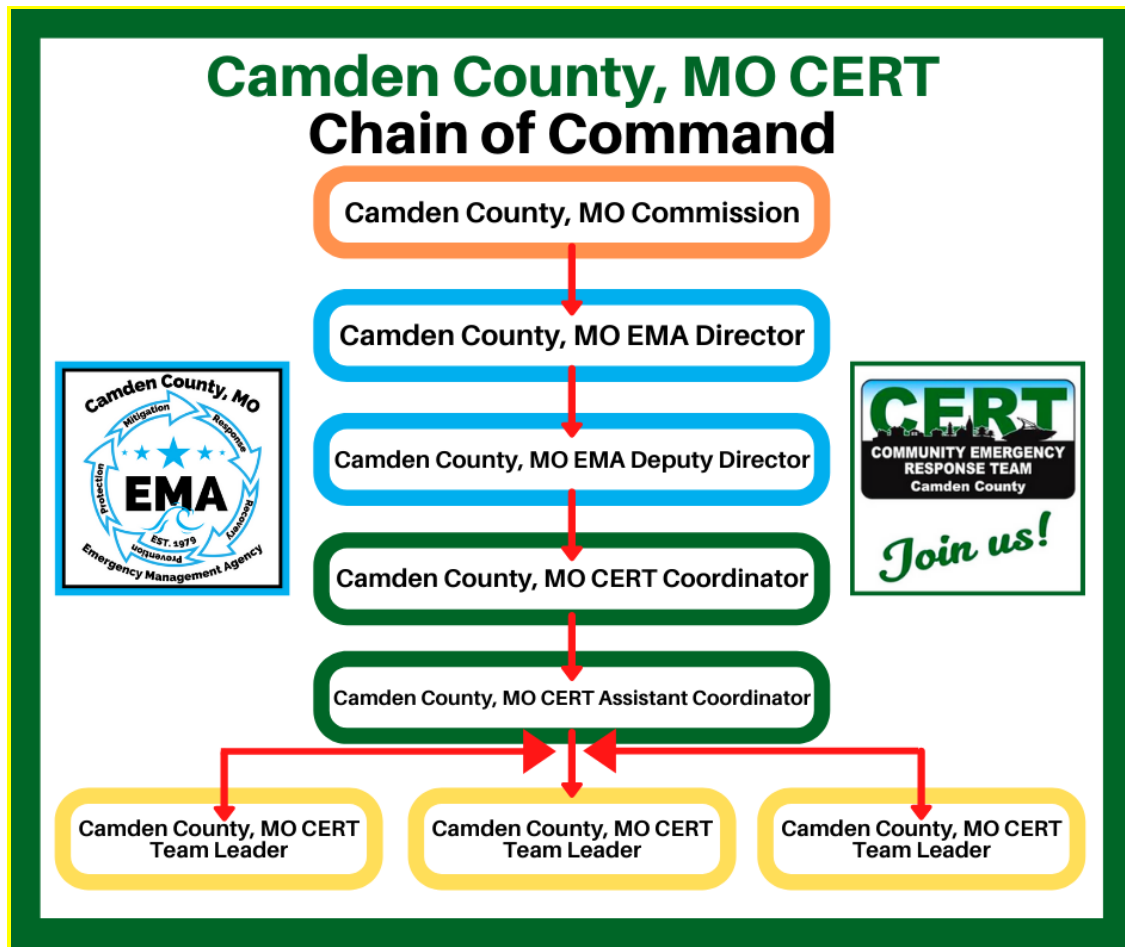 Camden County, MO CERT
Chain of Command
Camden County, MO Commission
Camden County, MO EMA Director
Camden County, MO EMA Deputy Director
Camden County, MO CERT Coordinator
Camden County, MO CERT Assistant Coordinator
Camden County, MO CERT
Team Leader
Camden County, MO CERT
Team Leader
Camden County, MO CERT
Team Leader
Camden County, MO
Mitigation
Response
Recovery
Prevention
Protection
EMA
EST. 1979
Emergency Management Agency
CERT
COMMUNITY EMERGENCY
RESPONSE TEAM
Camden County
Join us!